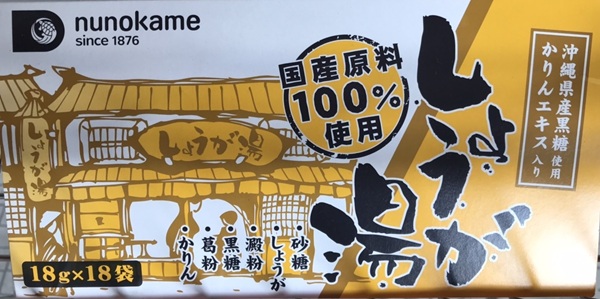 nunokame
since 1876
国産原料
100%
使用
しょうが湯
沖縄県産黒糖使用
かりんエキス入り
しょうが湯
しょうが湯
・砂糖
・しょうが
・澱粉
・黒糖
・葛粉
・かりん
18g×18袋